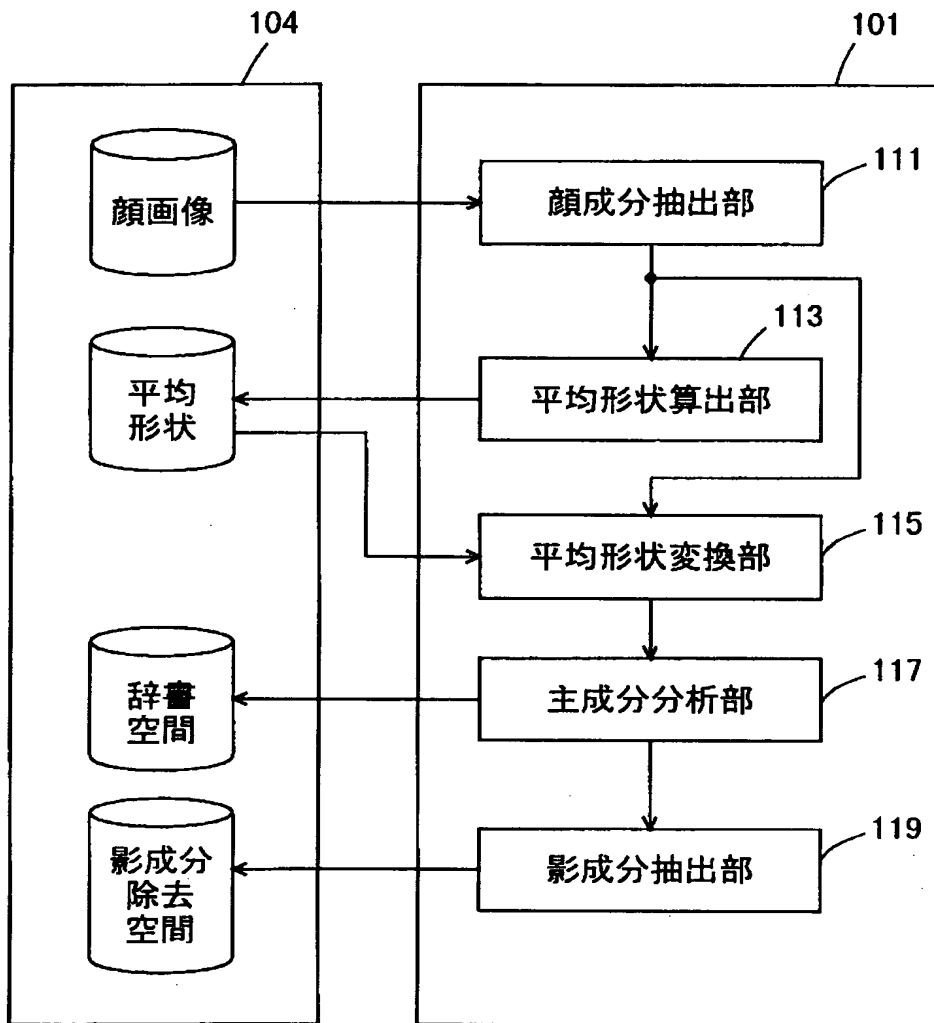 104
101
顔画像
顔成分抽出部
111
113
平均
形状
平均形状算出部
平均形状変換部
115
辞書
空間
主成分分析部
117
影成分
除去
空間
影成分抽出部
119